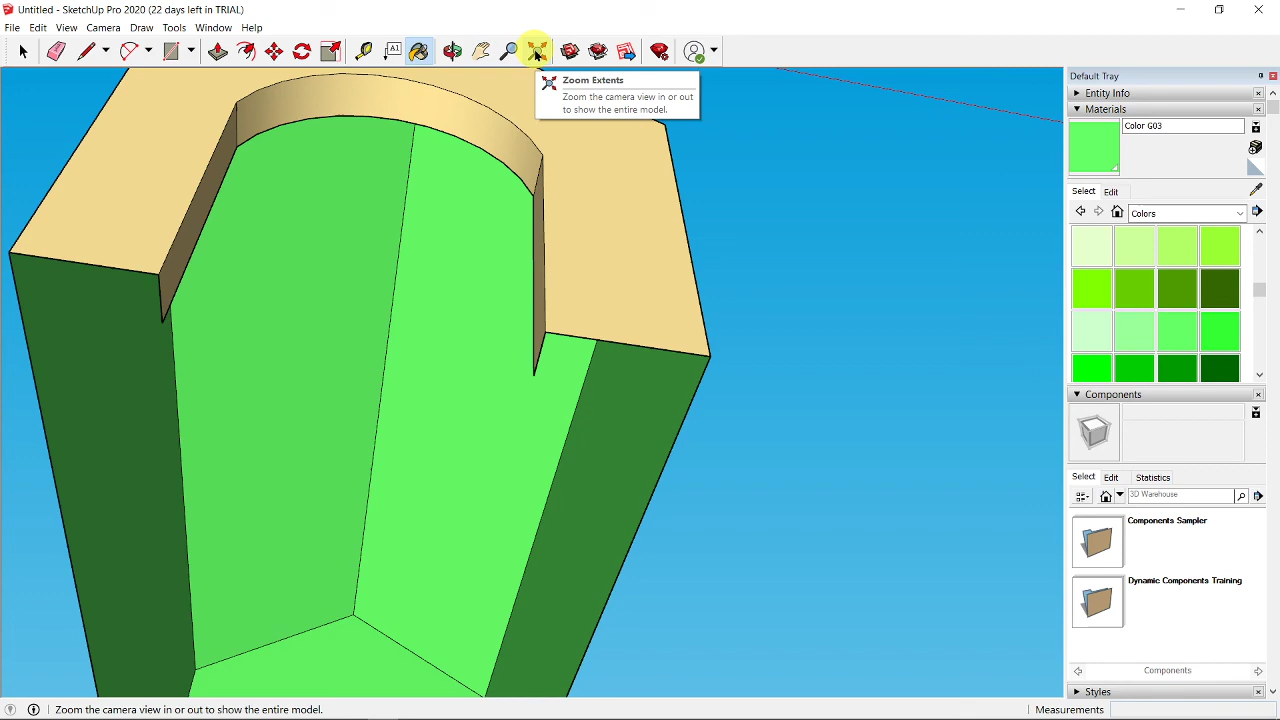 Untitled - SketchUp Pro 2020 (22 days left in TRIAL)
File Edit View Camera Draw Tools Window Help
A1
Zoom Extents
Zoom the camera view in or out
to show the entire model.
Default Tray
Entity Info
Materials
Color G03
Select Edit
Colors
Components
Select Edit Statistics
3D Warehouse
Components Sampler
Dynamic Components Training
Components
Styles
Zoom the camera view in or out to show the entire model.
Measurements